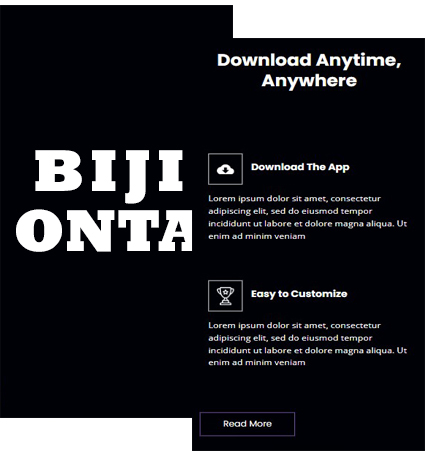 BIJI
ONTA
Download Anytime,
Anywhere
Download The App
Lorem ipsum dolor sit amet, consectetur
adipiscing elit, sed do eiusmod tempor
incididunt ut labore et dolore magna aliqua. Ut
enim ad minim veniam
Easy to Customize
Lorem ipsum dolor sit amet, consectetur
adipiscing elit, sed do eiusmod tempor
incididunt ut labore et dolore magna aliqua. Ut
enim ad minim veniam
Read More